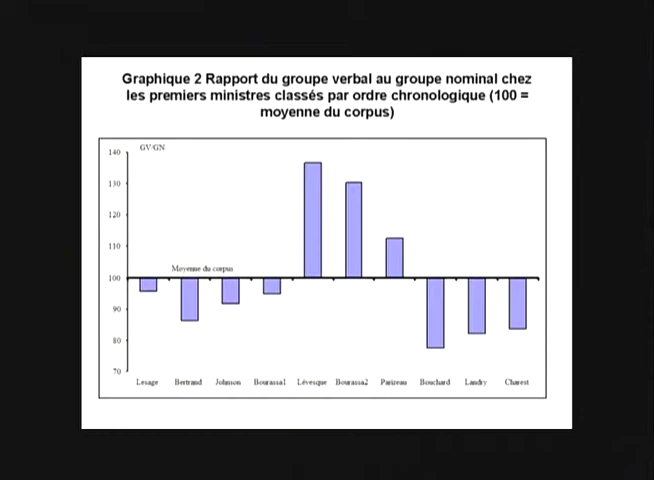 Graphique 2 Rapport du groupe verbal au groupe nominal chez
les premiers ministres classés par ordre chronologique (100 =
moyenne du corpus)
140
GV/GN
130
120
110
Moyenne du corpus
100
90
80
70
Lesage Bertrand Johnson Bourassa1 Lévesque Bourassa2 Parizeau Bouchard Landry Charest